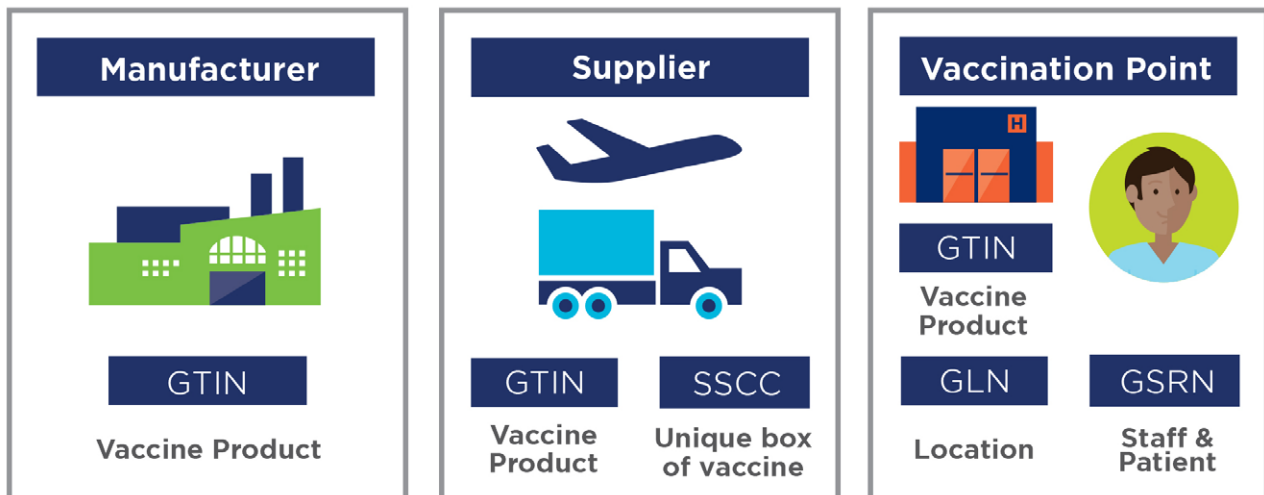 Manufacturer
GTIN
Vaccine Product
Supplier
GTIN
Vaccine
Product
SSCC
Unique box
of vaccine
Vaccination Point
H
GTIN
Vaccine
Product
GLN
Location
GSRN
Staff &
Patient